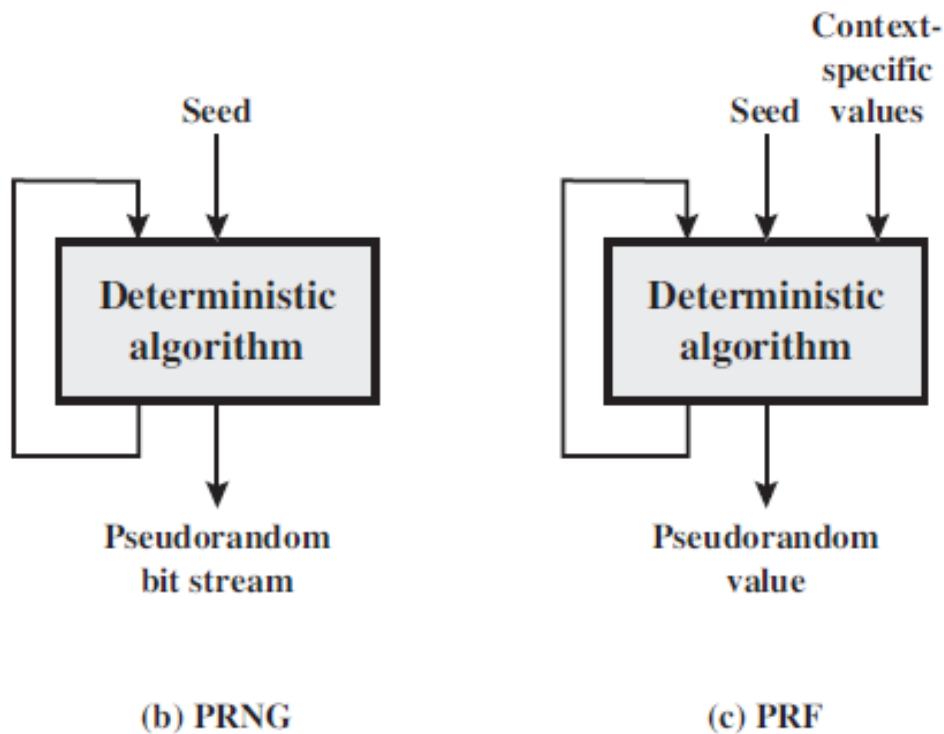 Seed
Deterministic
algorithm
Pseudorandom
bit stream
(b) PRNG
Context-
specific
values
Seed
Deterministic
algorithm
Pseudorandom
value
(c) PRF